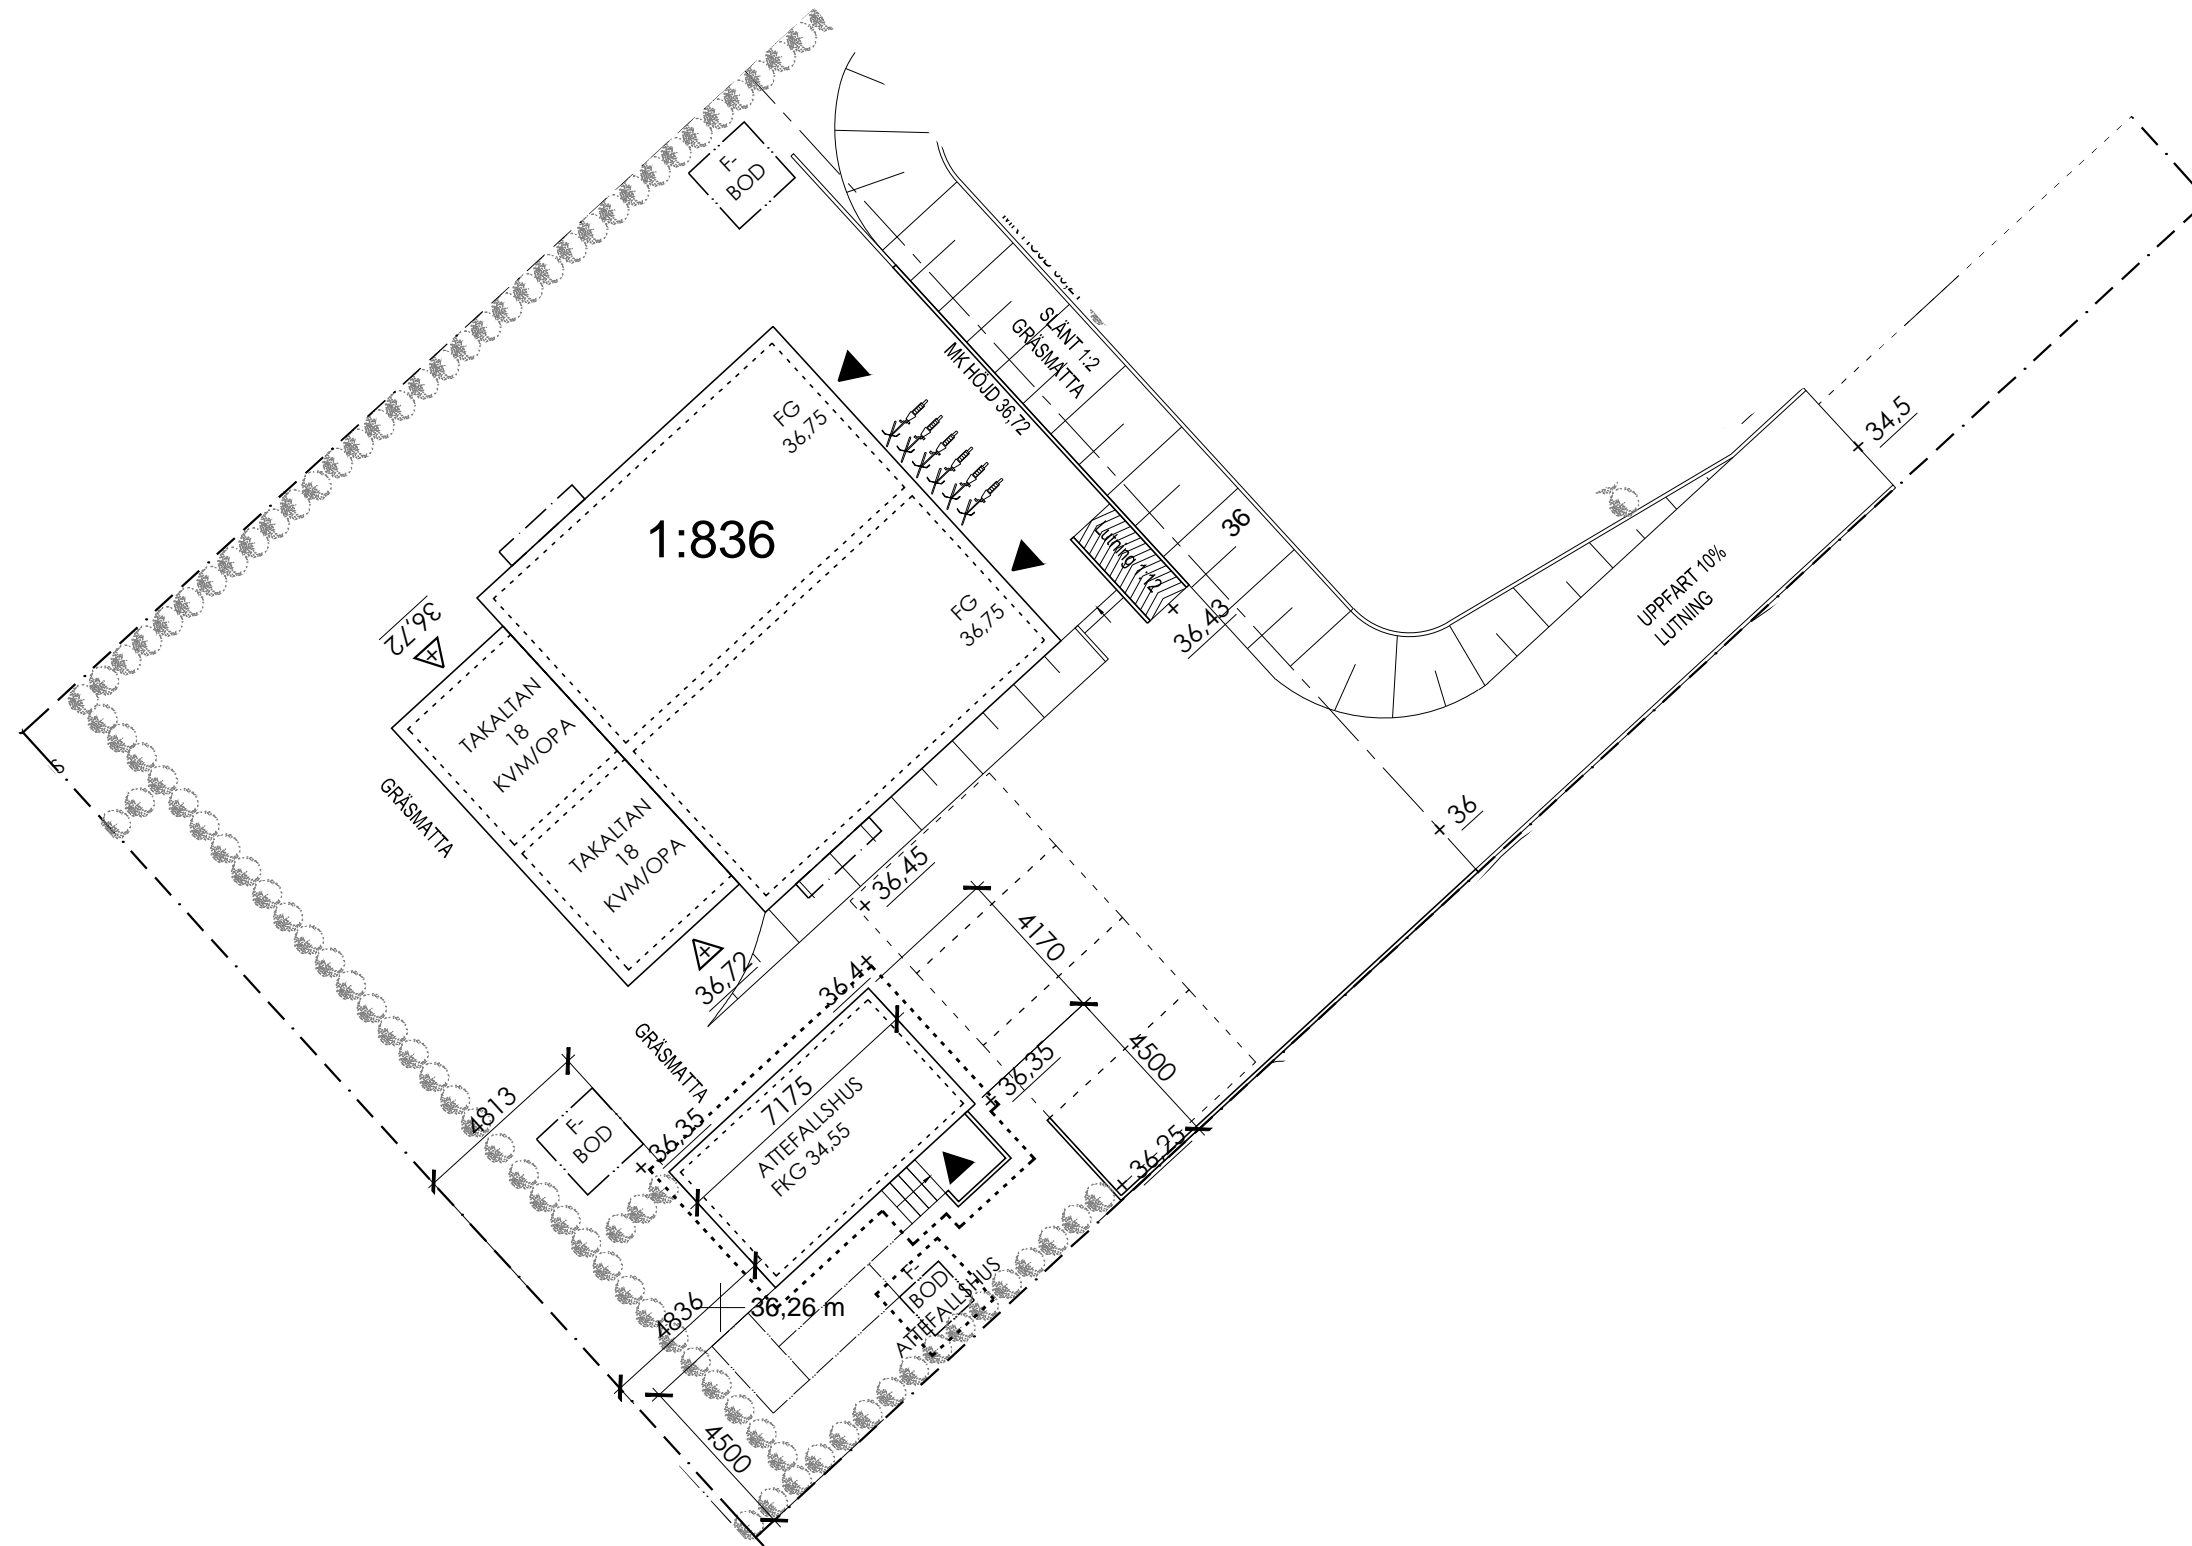 F-
BOD
SLÄNT 1:2
GRÄSMATTA
MK HÖJD 36,72
FG
36,75
34,5
1:836
36
Lutning 1:12
UPPFART 10%
LUTNING
FG
36,75
36,43
36,72
TAKALTAN
18
KVM/OPA
GRÄSMATTA
TAKALTAN
18
KVM/OPA
36
36,45
4170
36,72
36,4
GRÄSMATTA
4500
36,35
4813
F-
BOD
36,35
7175
ATTEFALLSHUS
FKG 34,55
36,25
F-
BOD
ATTEFALLSHUS
4836
36,26 m
4500